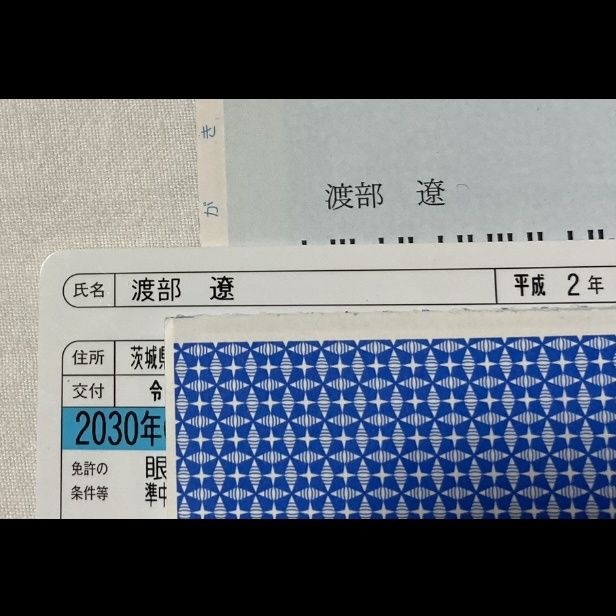 がき
渡部 遼
氏名 渡部 遼 平成 2年
住所 茨城県
交付 令
2030年
免許の
条件等
眼
準中